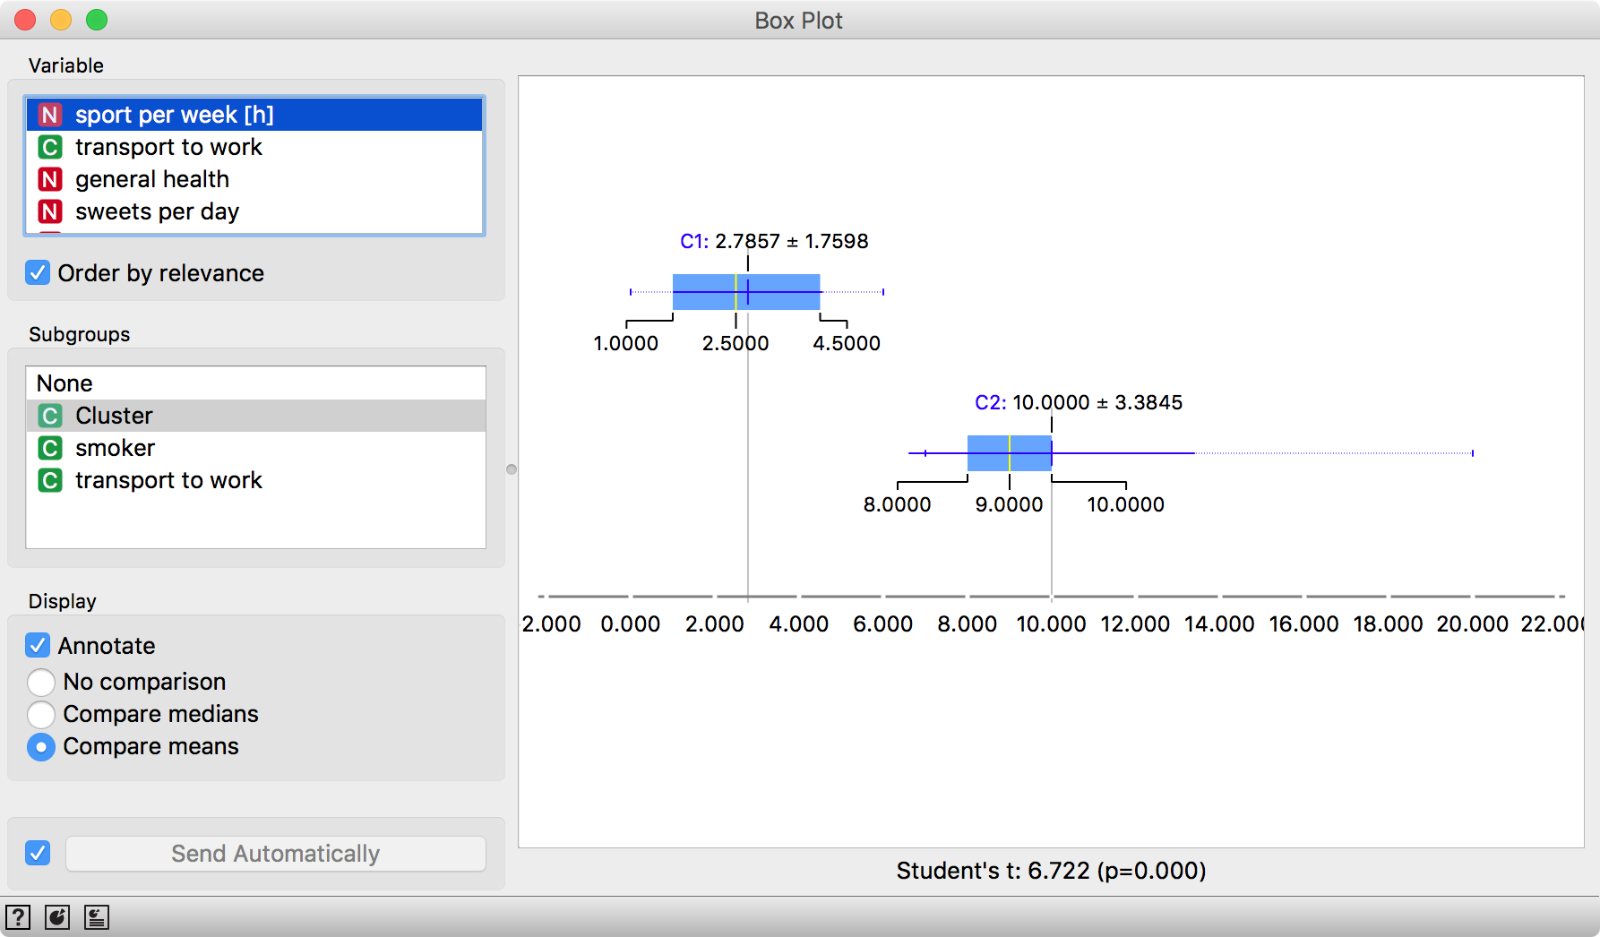 Box Plot
Variable
N sport per week [h]
C transport to work
N general health
N sweets per day
Order by relevance
Subgroups
None
C Cluster
C smoker
C transport to work
Display
Annotate
No comparison
Compare medians
Compare means
Send Automatically
?
C1: 2.7857 ± 1.7598
1.0000 2.5000 4.5000
C2: 10.0000 ± 3.3845
8.0000 9.0000 10.0000
2.000 0.000 2.000 4.000 6.000 8.000 10.000 12.000 14.000 16.000 18.000 20.000 22.00
Student's t: 6.722 (p=0.000)